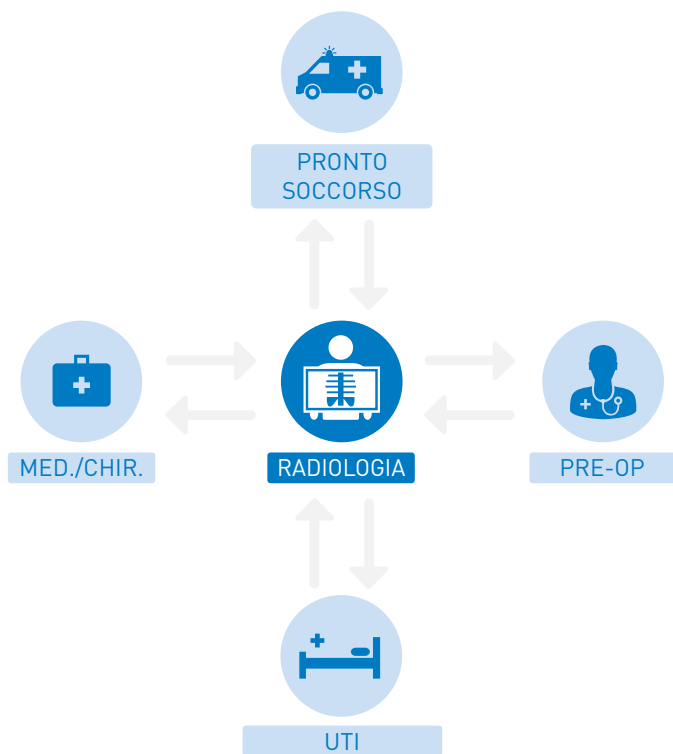 PRONTO
SOCCORSO
MED./CHIR.
RADIOLOGIA
PRE-OP
UTI